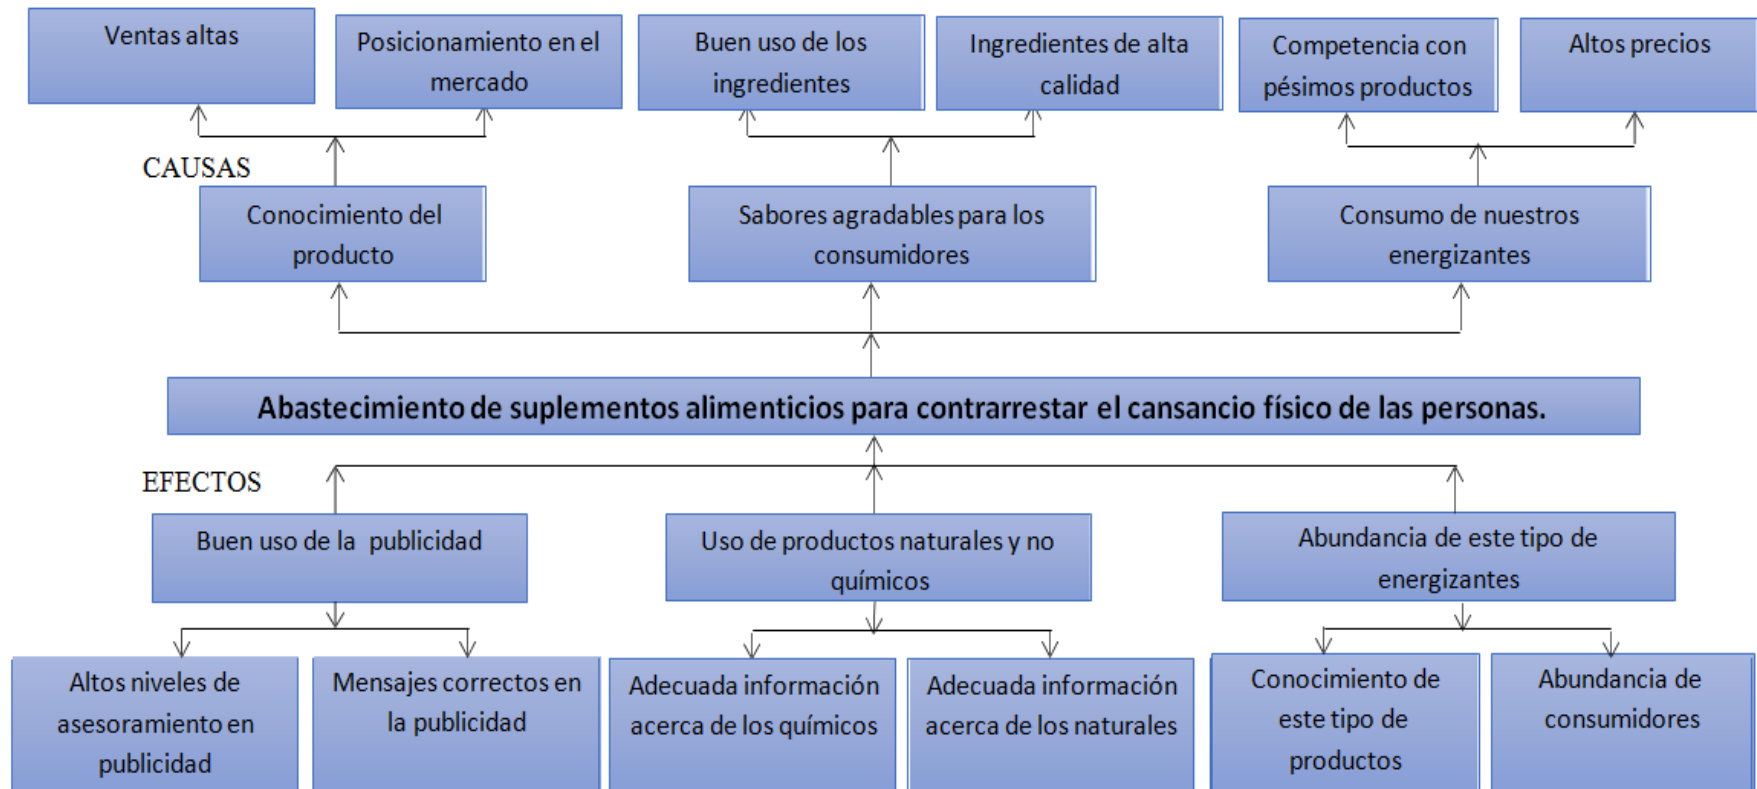 Ventas altas
Posicionamiento en el
mercado
Buen uso de los
ingredientes
Ingredientes de alta
calidad
Competencia con
pésimos productos
Altos precios
CAUSAS
Conocimiento del
producto
Sabores agradables para los
consumidores
Consumo de nuestros
energizantes
Abastecimiento de suplementos alimenticios para contrarrestar el cansancio físico de las personas.
EFECTOS
Buen uso de la publicidad
Uso de productos naturales y no
químicos
Abundancia de este tipo de
energizantes
Altos niveles de
asesoramiento en
publicidad
Mensajes correctos en
la publicidad
Adecuada información
acerca de los químicos
Adecuada información
acerca de los naturales
Conocimiento de
este tipo de
productos
Abundancia de
consumidores